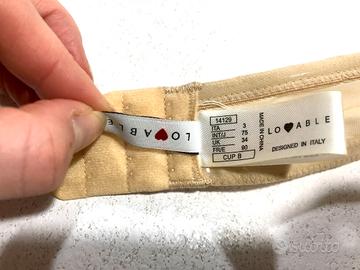 LO♥ABLE
14129
ITA 3
INT/J 75
UK 34
FR/E 90
CUP B
MADE IN CHINA
LO♥ABLE
DESIGNED IN ITALY